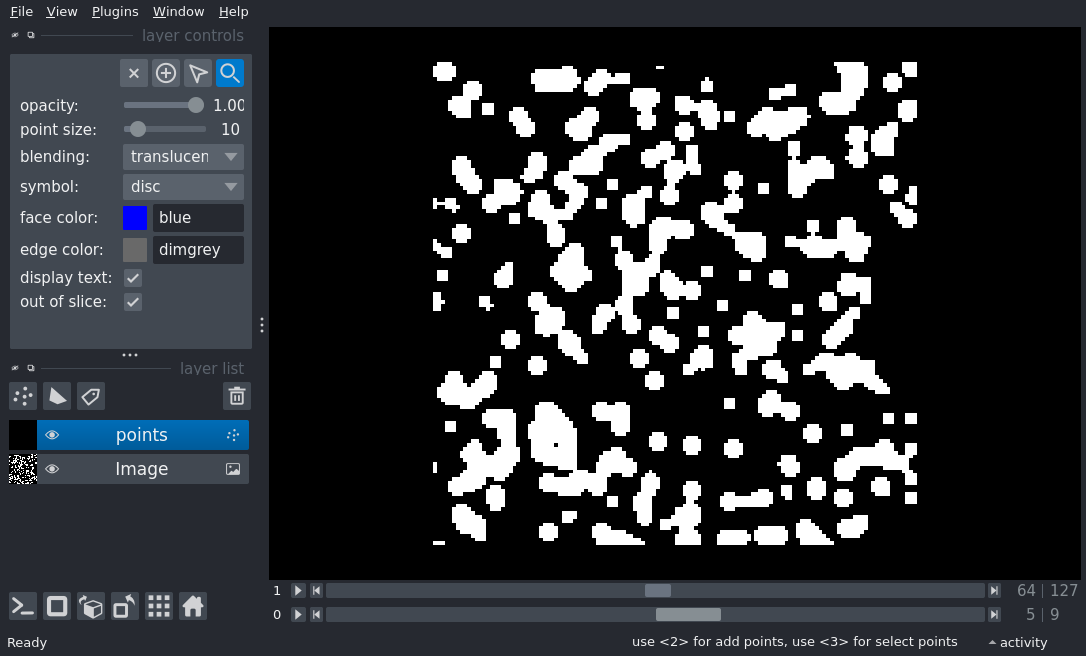 File View Plugins Window Help
layer controls
opacity: 1.00
point size: 10
blending: translucen
symbol: disc
face color: blue
edge color: dimgrey
display text:
out of slice:
layer list
points
Image
1 64 | 127
0 5 | 9
Ready use <2> for add points, use <3> for select points activity